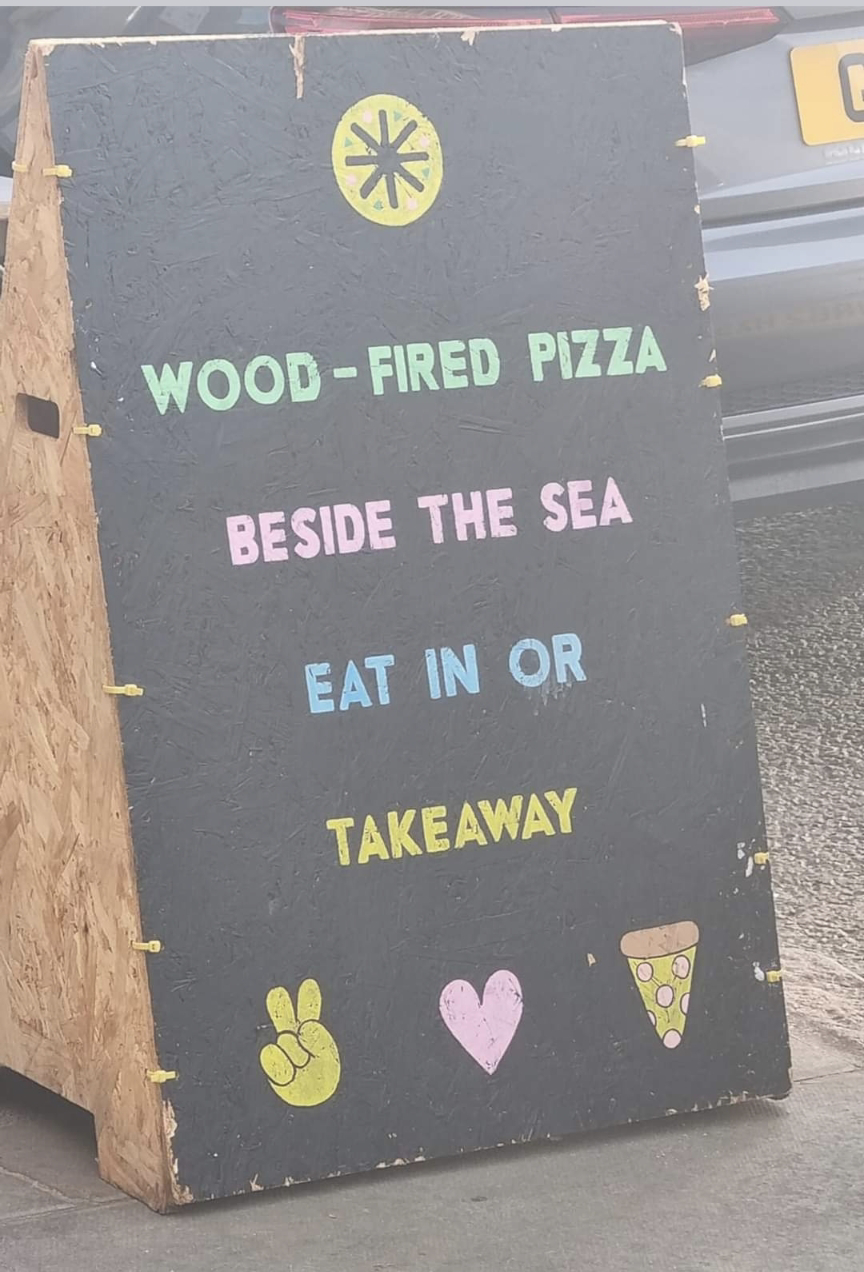 WOOD-FIRED PIZZA
BESIDE THE SEA
EAT IN OR
TAKEAWAY